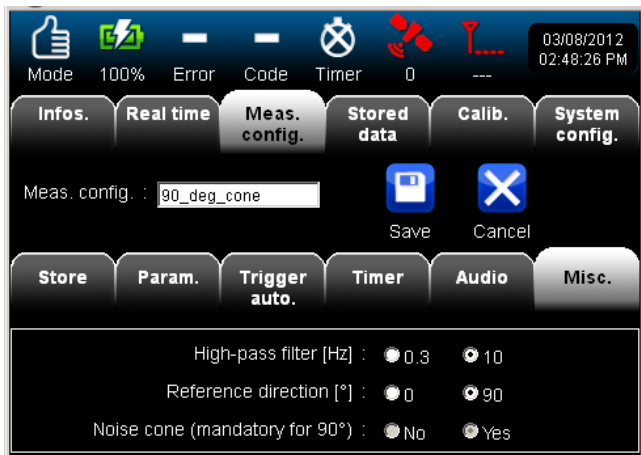 03/08/2012
02:48:26 PM
Mode 100% Error Code Timer 0 ---
Infos. Real time Meas. config. Stored data Calib. System config.
Meas. config. : 90_deg_cone
Save Cancel
Store Param. Trigger auto. Timer Audio Misc.
High-pass filter [Hz] : 0.3 10
Reference direction [°] : 0 90
Noise cone (mandatory for 90°) : No Yes